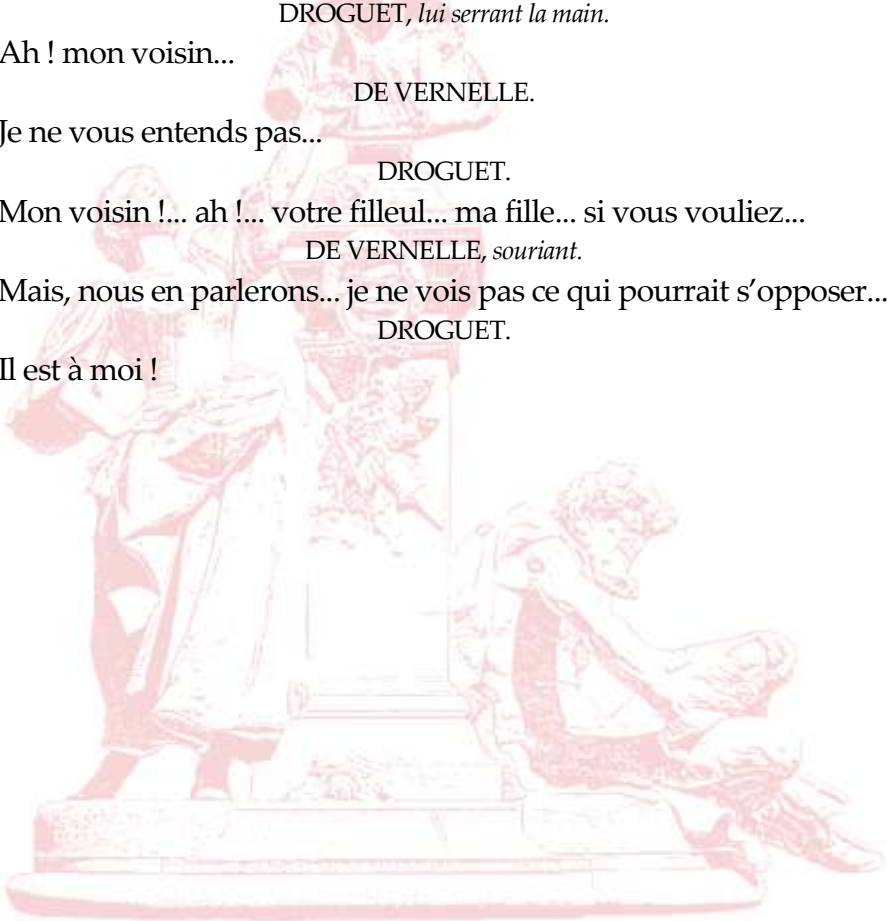 DROGUET, lui serrant la main.
Ah ! mon voisin...
DE VERNELLE.
Je ne vous entends pas...
DROGUET.
Mon voisin !... ah !... votre filleul... ma fille... si vous vouliez...
DE VERNELLE, souriant.
Mais, nous en parlerons... je ne vois pas ce qui pourrait s’opposer...
DROGUET.
Il est à moi !